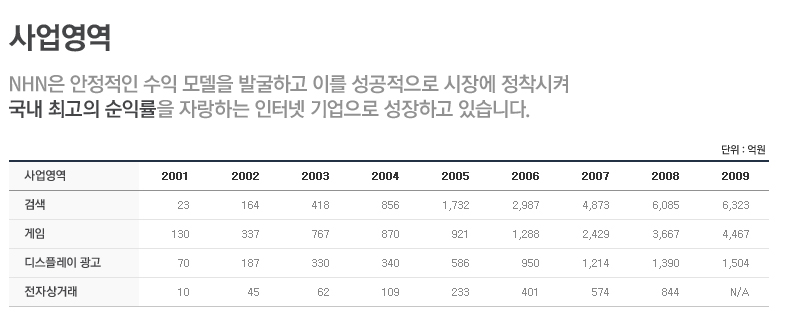 사업영역
NHN은 안정적인 수익 모델을 발굴하고 이를 성공적으로 시장에 정착시켜
국내 최고의 순익률을 자랑하는 인터넷 기업으로 성장하고 있습니다.
단위 : 억원
사업영역 2001 2002 2003 2004 2005 2006 2007 2008 2009
검색 23 164 418 856 1,732 2,987 4,873 6,085 6,323
게임 130 337 767 870 921 1,288 2,429 3,667 4,467
디스플레이 광고 70 187 330 340 586 950 1,214 1,390 1,504
전자상거래 10 45 62 109 233 401 574 844 N/A